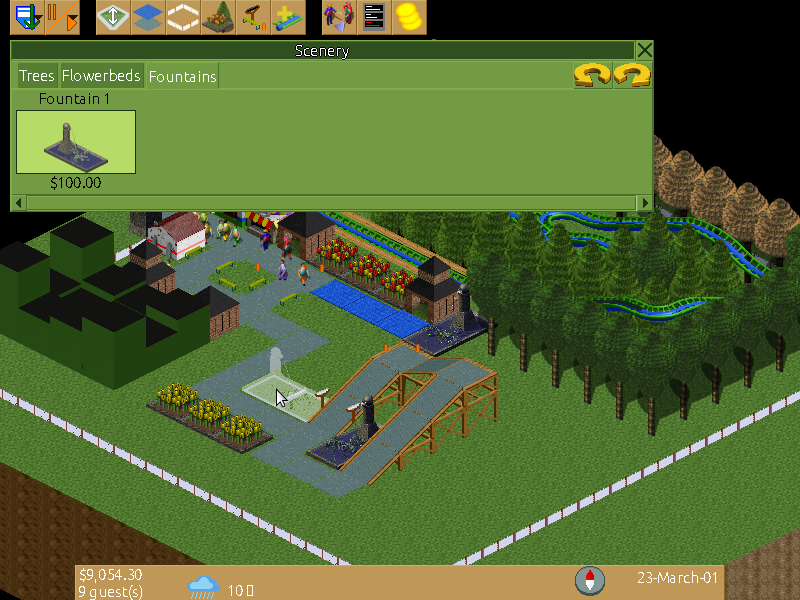 Scenery
Trees Flowerbeds Fountains
Fountain 1
$100.00
$9,054.30
9 guest(s)
10
23-March-01